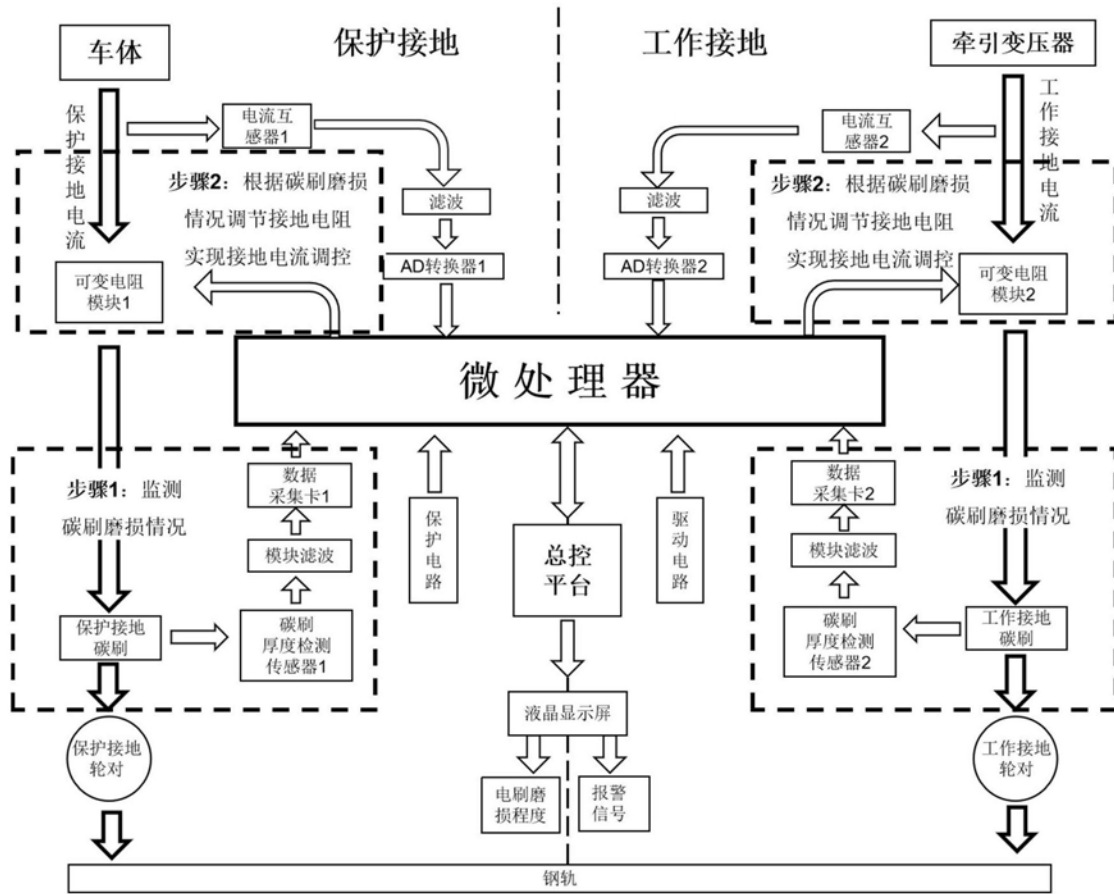 车体
保护接地
工作接地
牵引变压器
保护接地电流
电流互
感器1
电流互
感器2
工作接地电流
步骤2：根据碳刷磨损
情况调节接地电阻
实现接地电流调控
滤波
滤波
步骤2：根据碳刷磨损
情况调节接地电阻
实现接地电流调控
AD转换器1
AD转换器2
可变电阻
模块1
可变电阻
模块2
微处理器
步骤1：监测
碳刷磨损情况
数据
采集卡1
模块滤波
保护电路
总控
平台
驱动电路
数据
采集卡2
模块滤波
步骤1：监测
碳刷磨损情况
保护接地
碳刷
碳刷
厚度检测
传感器1
碳刷
厚度检测
传感器2
工作接地
碳刷
液晶显示屏
保护接地
轮对
工作接地
轮对
电刷磨
损程度
报警
信号
钢轨